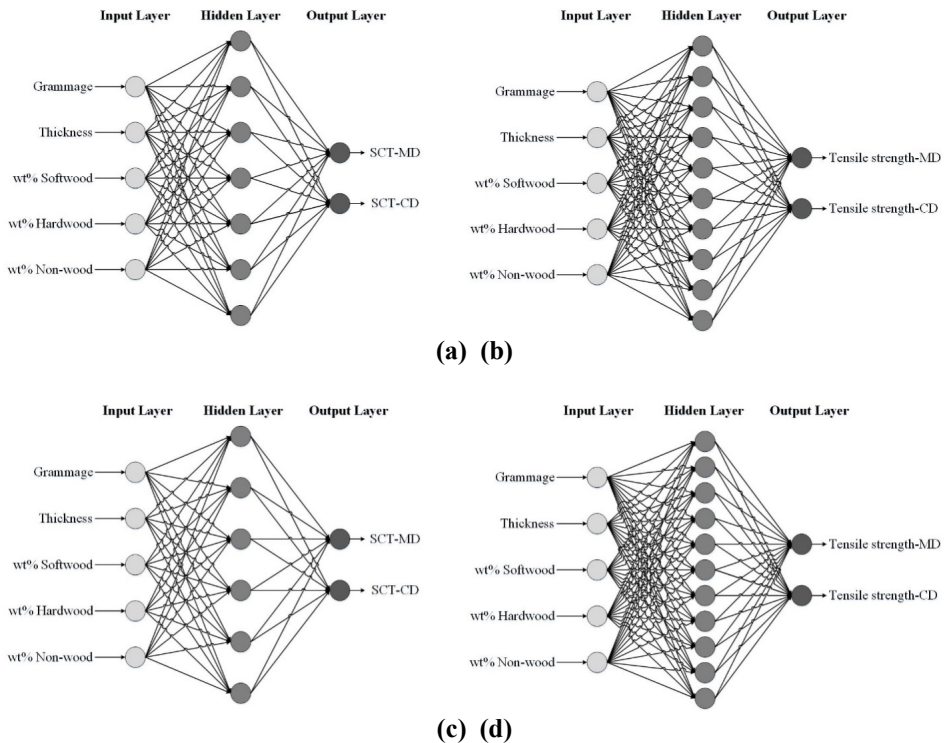 Input Layer Hidden Layer Output Layer
Grammage
Thickness
wt% Softwood
wt% Hardwood
wt% Non-wood
SCT-MD
SCT-CD
Input Layer Hidden Layer Output Layer
Grammage
Thickness
wt% Softwood
wt% Hardwood
wt% Non-wood
Tensile strength-MD
Tensile strength-CD
(a) (b)
Input Layer Hidden Layer Output Layer
Grammage
Thickness
wt% Softwood
wt% Hardwood
wt% Non-wood
SCT-MD
SCT-CD
Input Layer Hidden Layer Output Layer
Grammage
Thickness
wt% Softwood
wt% Hardwood
wt% Non-wood
Tensile strength-MD
Tensile strength-CD
(c) (d)